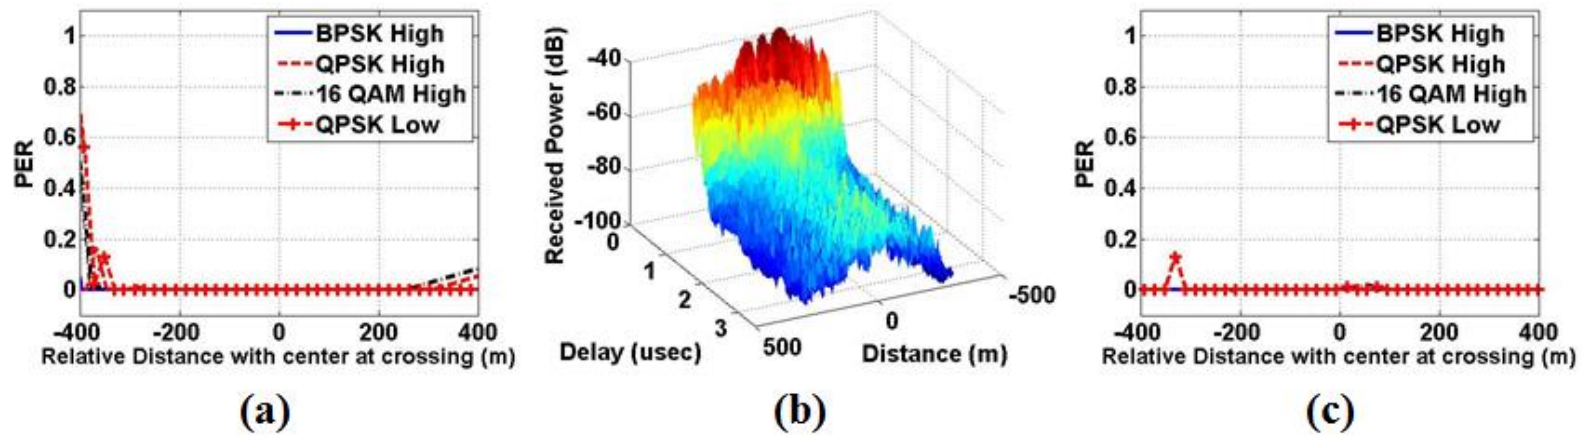 1
0.8
0.6
0.4
0.2
0
PER
BPSK High
QPSK High
16 QAM High
QPSK Low
-400
-200
0
200
400
Relative Distance with center at crossing (m)
(a)
Received Power (dB)
-40
-60
-80
-100
0
1
2
3
Delay (usec)
500
0
-500
Distance (m)
(b)
1
0.8
0.6
0.4
0.2
0
PER
BPSK High
QPSK High
16 QAM High
QPSK Low
-400
-200
0
200
400
Relative Distance with center at crossing (m)
(c)